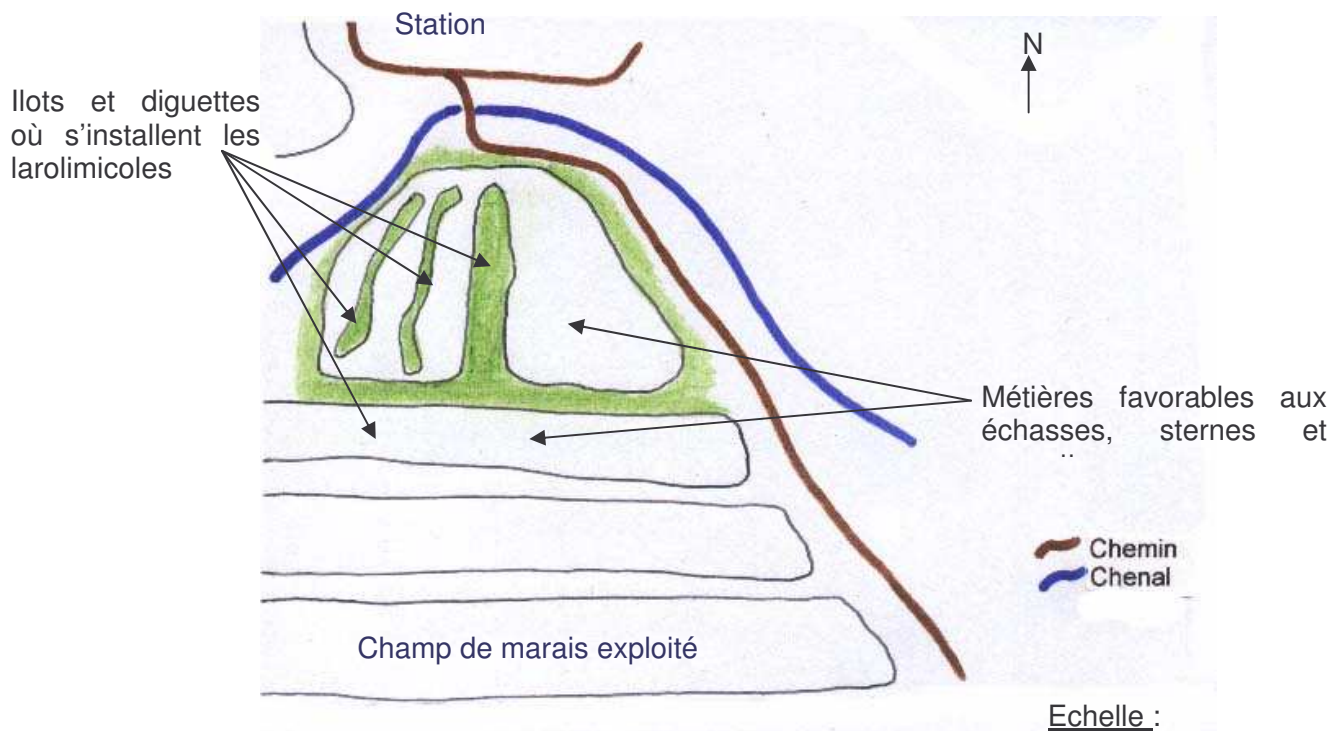 Station
N
Ilots et diguettes
où s'installent les
larolimicoles
Métières favorables aux
échasses, sternes et
Chemin
Chenal
Champ de marais exploité
Echelle :